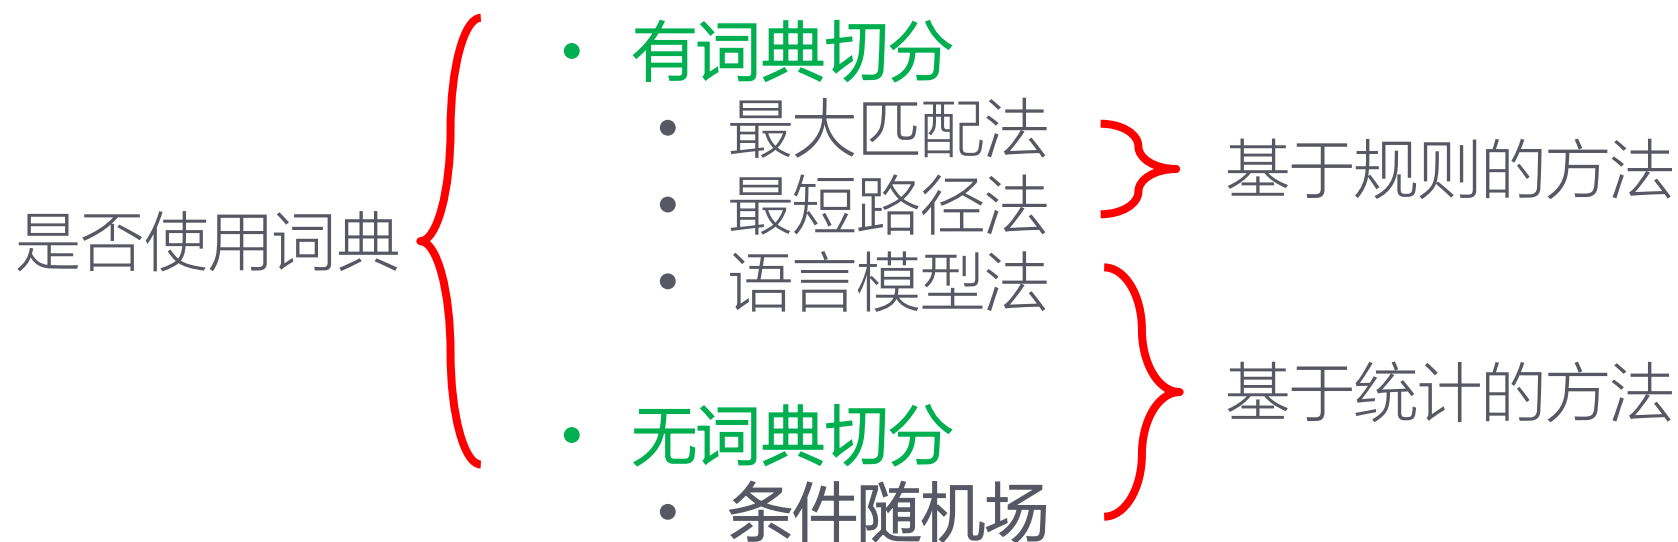 是否使用词典
• 有词典切分
• 最大匹配法
• 最短路径法
• 语言模型法
• 无词典切分
• 条件随机场
基于规则的方法
基于统计的方法